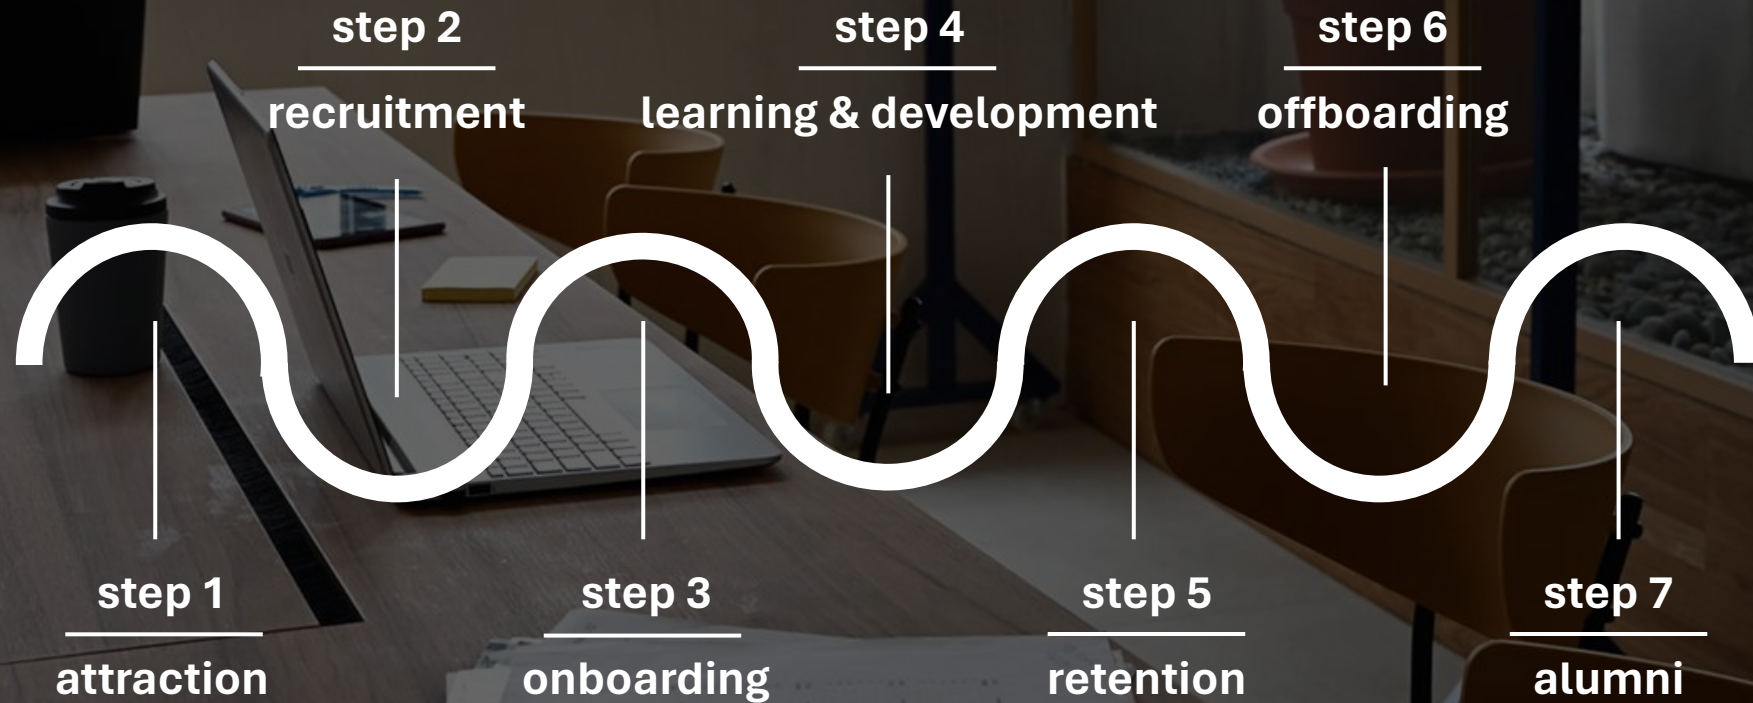 step 1
attraction
step 2
recruitment
step 3
onboarding
step 4
learning & development
step 5
retention
step 6
offboarding
step 7
alumni